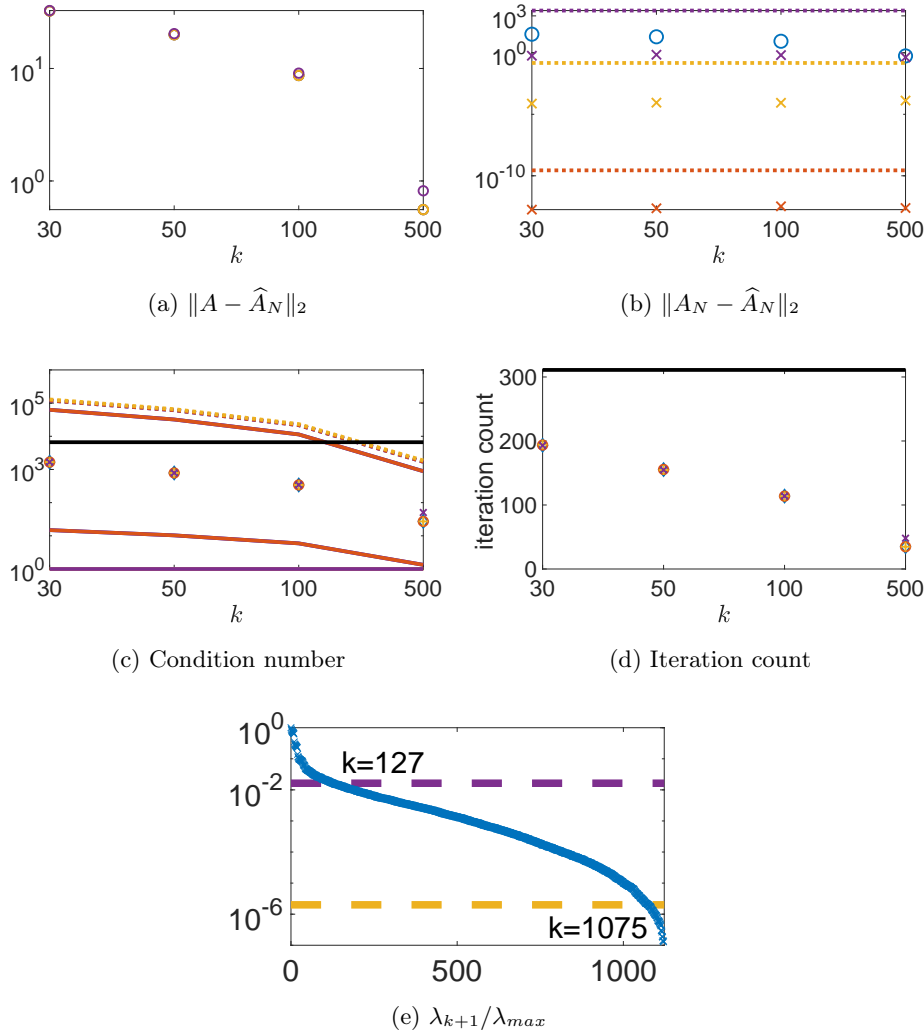 10^1
10^0
30 50 100 500
k
(a) ‖A − Â_N‖_2
10^3
10^0
10^{-10}
30 50 100 500
k
(b) ‖A_N − Â_N‖_2
10^5
10^3
10^0
30 50 100 500
k
(c) Condition number
iteration count
300
200
100
0
30 50 100 500
k
(d) Iteration count
10^0
10^{-2}
10^{-6}
k=127
k=1075
0 500 1000
(e) λ_{k+1}/λ_{max}